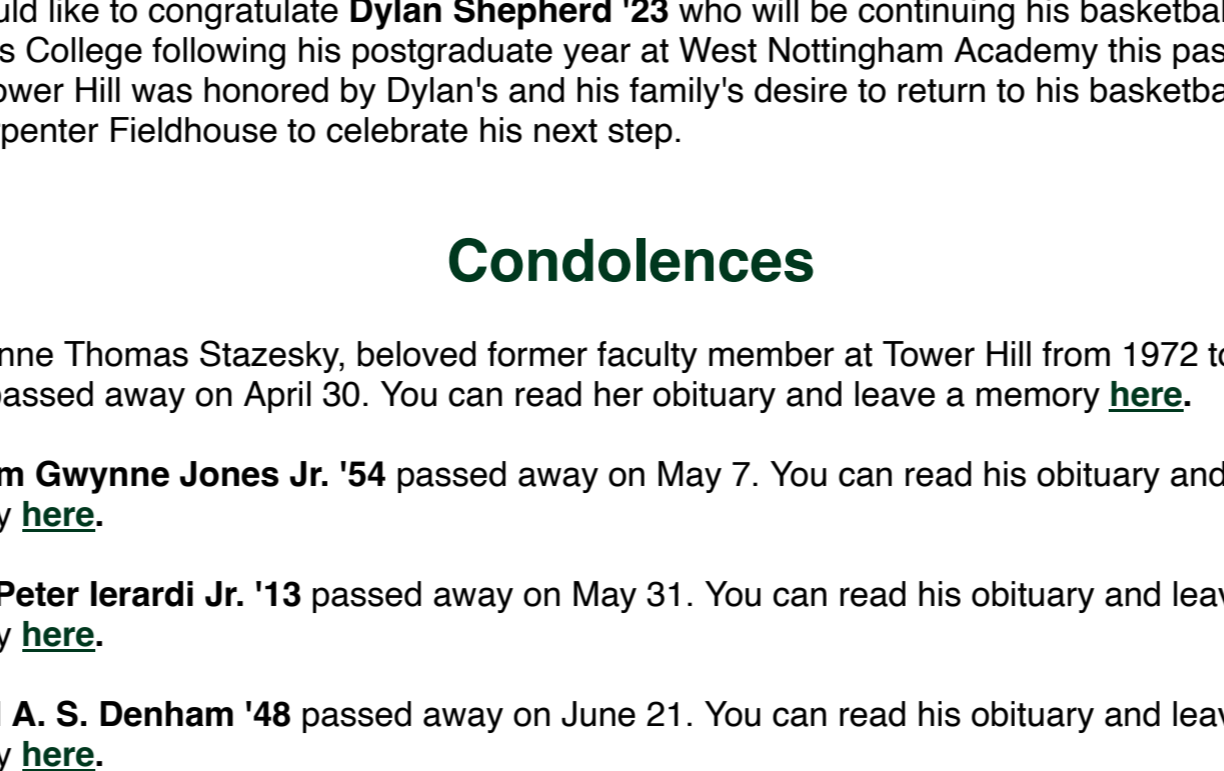 uld like to congratulate Dylan Shepherd '23 who will be continuing his basketbal
s College following his postgraduate year at West Nottingham Academy this pas
ower Hill was honored by Dylan's and his family's desire to return to his basketba
rpenter Fieldhouse to celebrate his next step.
Condolences
nne Thomas Stazesky, beloved former faculty member at Tower Hill from 1972 to
passed away on April 30. You can read her obituary and leave a memory here.
m Gwynne Jones Jr. '54 passed away on May 7. You can read his obituary and
y here.
Peter Ierardi Jr. '13 passed away on May 31. You can read his obituary and leav
y here.
A. S. Denham '48 passed away on June 21. You can read his obituary and leav
y here.